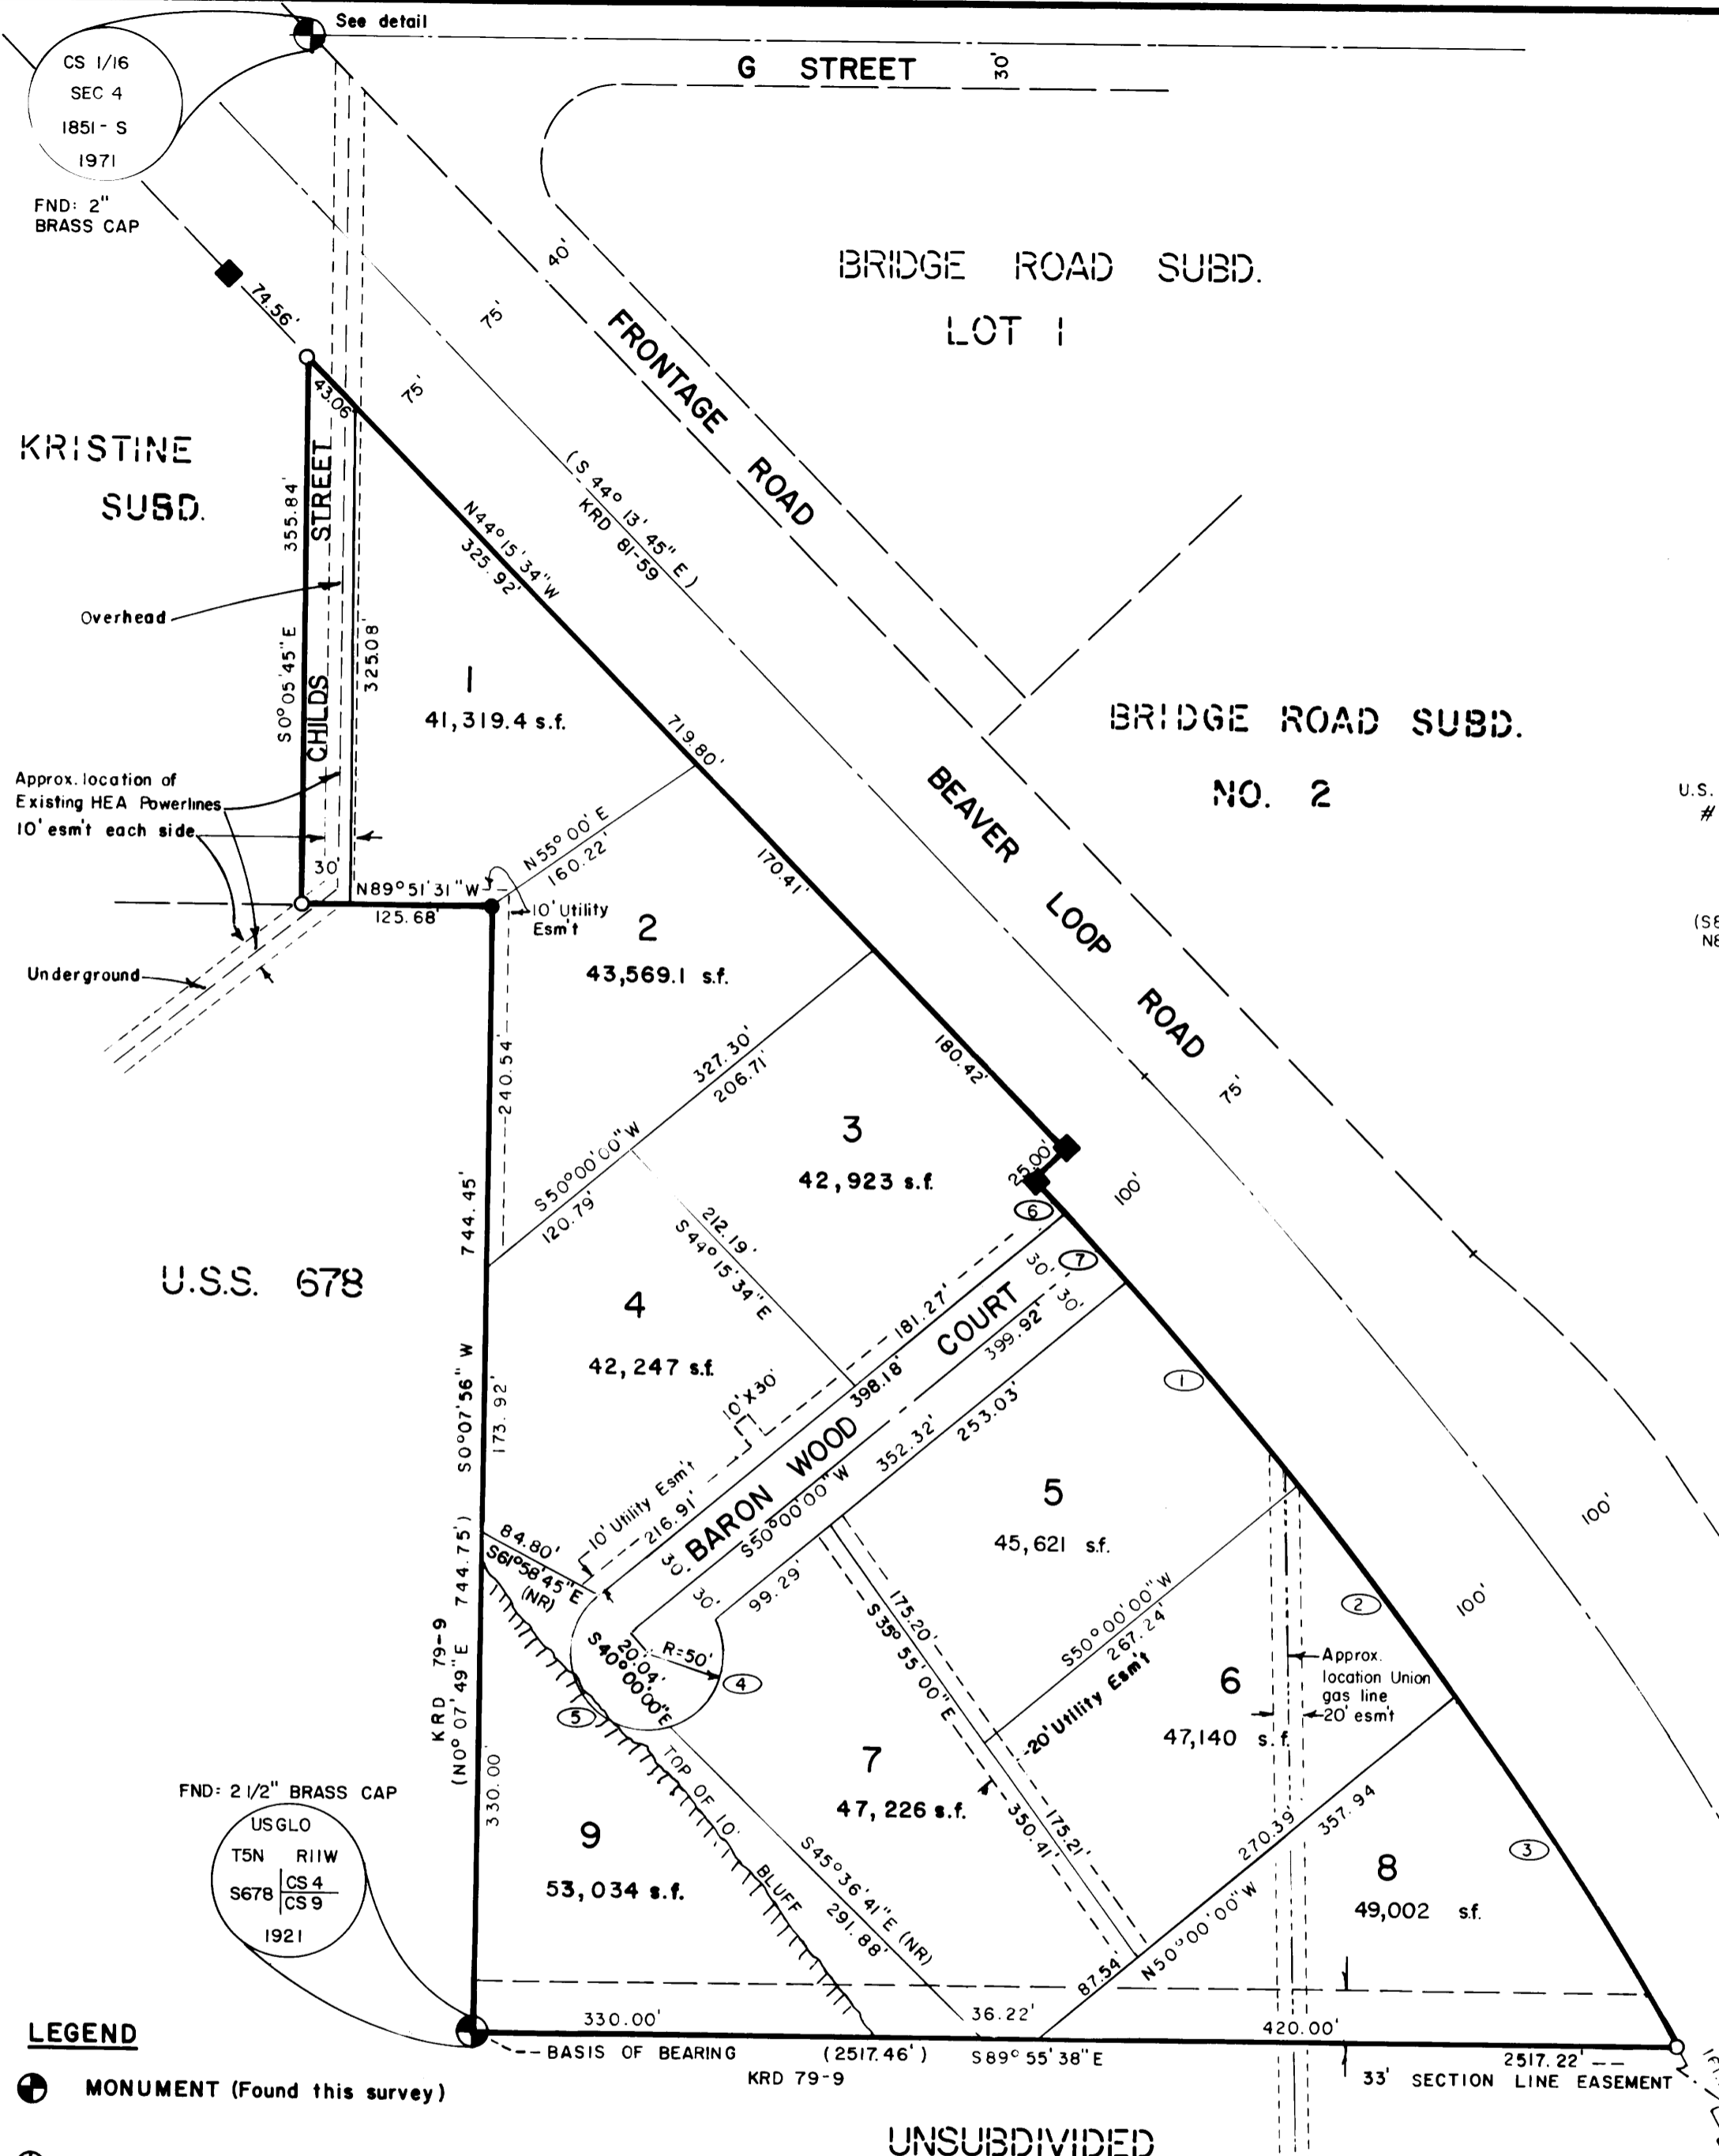 See detail
CS 1/16
SEC 4
1851 - S
1971
FND: 2"
BRASS CAP
G STREET
30'
40'
75'
75'
74.56'
43.06'
BRIDGE ROAD SUBD.
LOT 1
FRONTAGE ROAD
KRISTINE
SUBD.
355.84'
STREET
N44°15'34"W
325.92'
(S 44° 13' 45" E)
KRD 81-59
Overhead
S0°05'45"E
CHILDS
325.08'
1
41,319.4 s.f.
719.80'
BRIDGE ROAD SUBD.
NO. 2
BEAVER LOOP ROAD
U.S.
#
Approx. location of
Existing HEA Powerlines
10' esm't each side
30'
N89°51'31"W
125.68'
N55°00'E
160.22'
170.41'
10' Utility
Esm't
2
43,569.1 s.f.
(S8
N8
Underground
240.54'
327.30'
206.71'
180.42'
75'
S50°00'00"W
120.79'
3
42,923 s.f.
25.00'
100'
6
7
744.45'
212.19'
S44°15'34"E
U.S.S. 678
4
42,247 s.f.
181.27'
30'
30'
COURT
399.92'
398.18'
1
S0°07'56" W
173.92'
10'X30'
WOOD
352.32'
253.03'
10' Utility Esm't
216.91'
BARON
S50°00'00"W
5
45,621 s.f.
100'
84.80'
S61°58'45"E
(NR)
30'
30'
99.29'
KRD 79-9
(N0°07'49"E 744.75')
175.20'
S35°55'00"E
S50°00'00"W
267.24'
2
100'
20.04'
S40°00'00"E
R=50'
4
5
20' Utility Esm't
6
47,140 s.f.
Approx.
location Union
gas line
20' esm't
330.00'
TOP OF 10' BLUFF
7
47,226 s.f.
350.41'
175.21'
270.39'
357.94
3
FND: 2 1/2" BRASS CAP
USGLO
T5N R11W
S678 CS 4
CS 9
1921
9
53,034 s.f.
S45°36'41"E (NR)
291.88'
8
49,002 s.f.
87.54'
N50°00'00"W
330.00'
36.22'
420.00'
LEGEND
BASIS OF BEARING
(2517.46')
S89°55'38"E
2517.22'
KRD 79-9
33' SECTION LINE EASEMENT
MONUMENT (Found this survey)
UNSUBDIVIDED